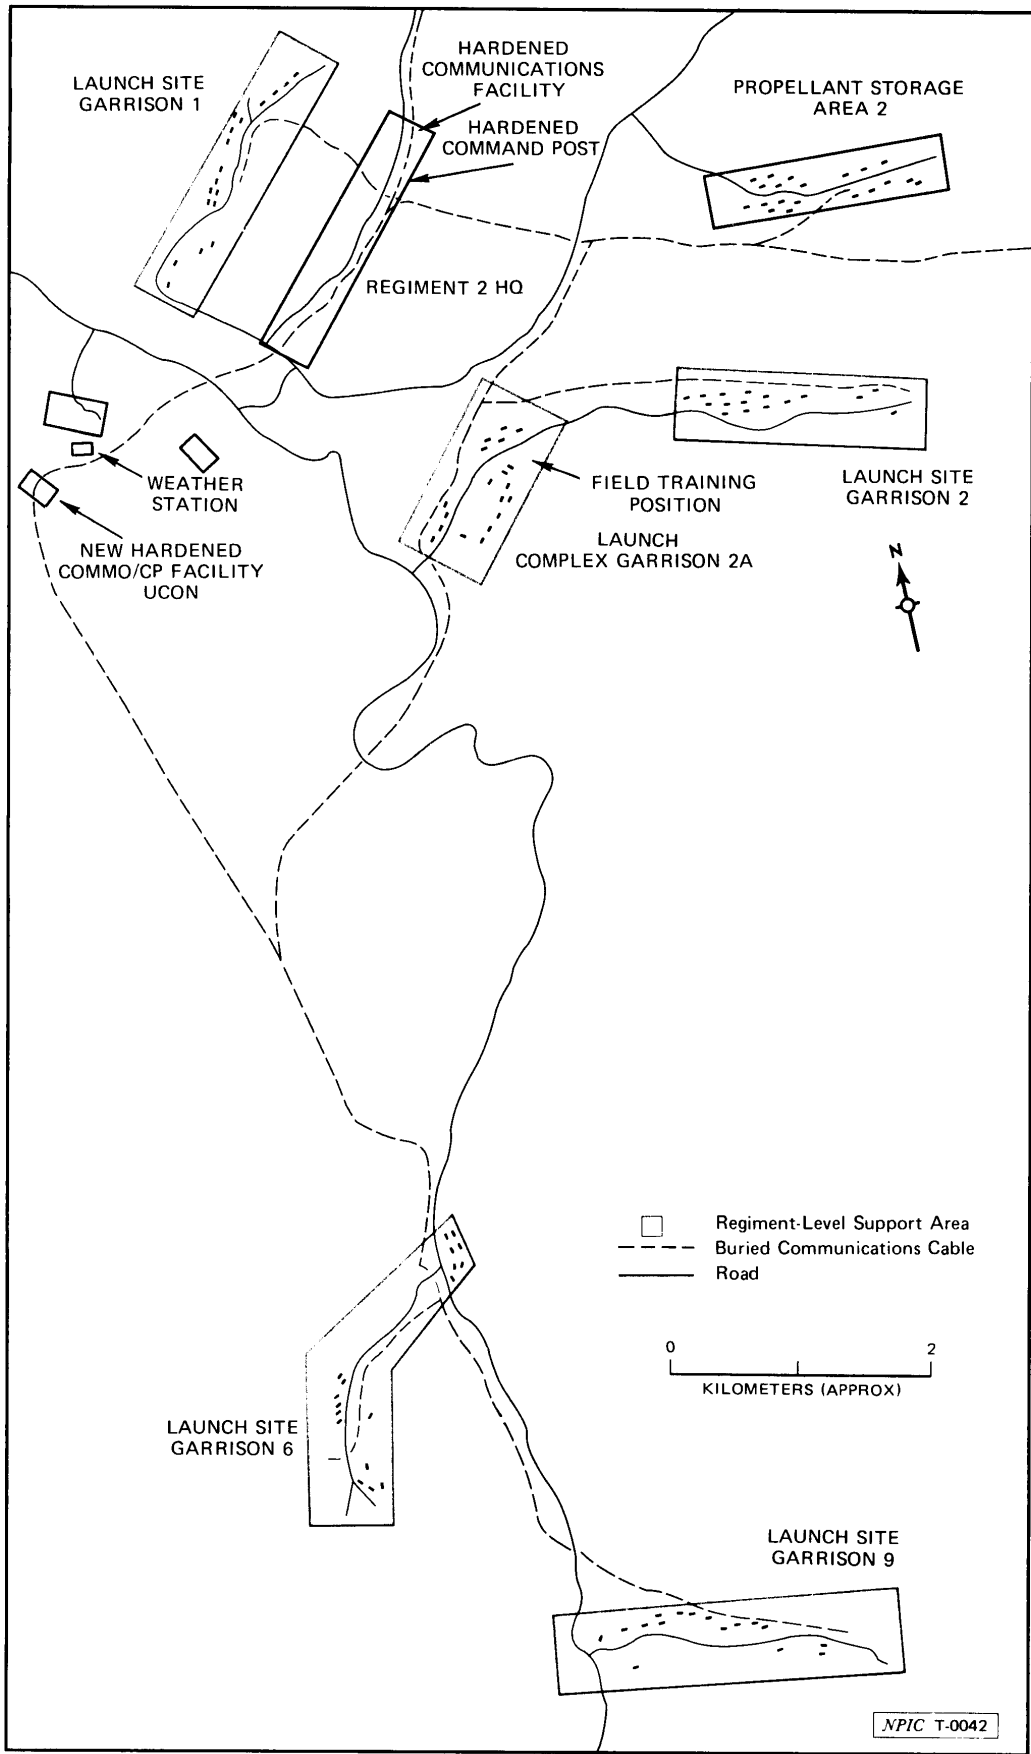 LAUNCH SITE
GARRISON 1
HARDENED
COMMUNICATIONS
FACILITY
HARDENED
COMMAND POST
PROPELLANT STORAGE
AREA 2
REGIMENT 2 HQ
WEATHER
STATION
NEW HARDENED
COMMO/CP FACILITY
UCON
FIELD TRAINING
POSITION
LAUNCH
COMPLEX GARRISON 2A
LAUNCH SITE
GARRISON 2
N
Regiment-Level Support Area
Buried Communications Cable
Road
0 2
KILOMETERS (APPROX)
LAUNCH SITE
GARRISON 6
LAUNCH SITE
GARRISON 9
NPIC T-0042